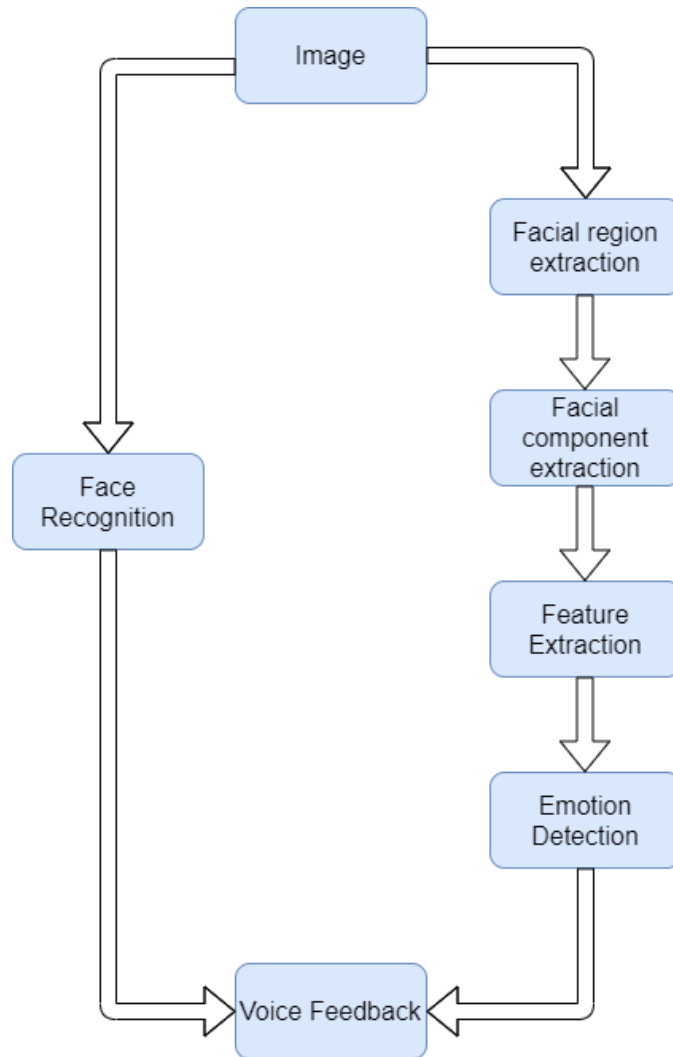 Image
Facial region
extraction
Facial
component
extraction
Face
Recognition
Feature
Extraction
Emotion
Detection
Voice Feedback